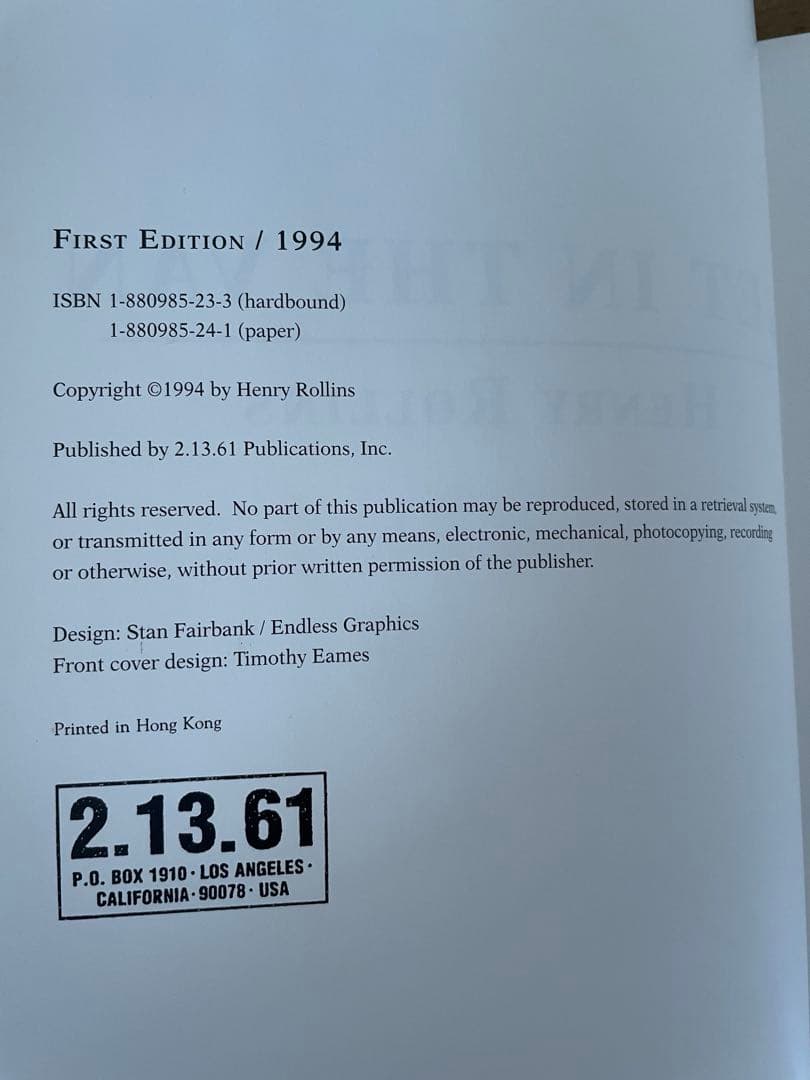 FIRST EDITION / 1994
ISBN 1-880985-23-3 (hardbound)
1-880985-24-1 (paper)
Copyright ©1994 by Henry Rollins
Published by 2.13.61 Publications, Inc.
All rights reserved. No part of this publication may be reproduced, stored in a retrieval system,
or transmitted in any form or by any means, electronic, mechanical, photocopying, recording
or otherwise, without prior written permission of the publisher.
Design: Stan Fairbank / Endless Graphics
Front cover design: Timothy Eames
Printed in Hong Kong
2.13.61
P.O. BOX 1910 · LOS ANGELES ·
CALIFORNIA · 90078 · USA